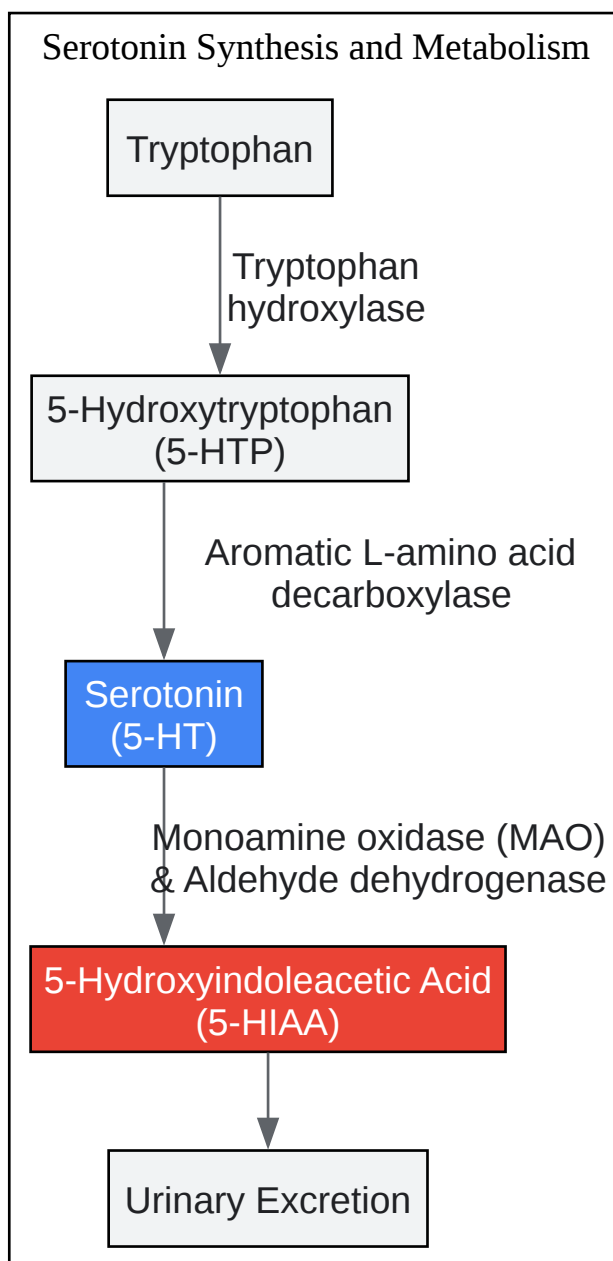 Serotonin Synthesis and Metabolism
Tryptophan
Tryptophan
hydroxylase
5-Hydroxytryptophan
(5-HTP)
Aromatic L-amino acid
decarboxylase
Serotonin
(5-HT)
Monoamine oxidase (MAO)
& Aldehyde dehydrogenase
5-Hydroxyindoleacetic Acid
(5-HIAA)
Urinary Excretion